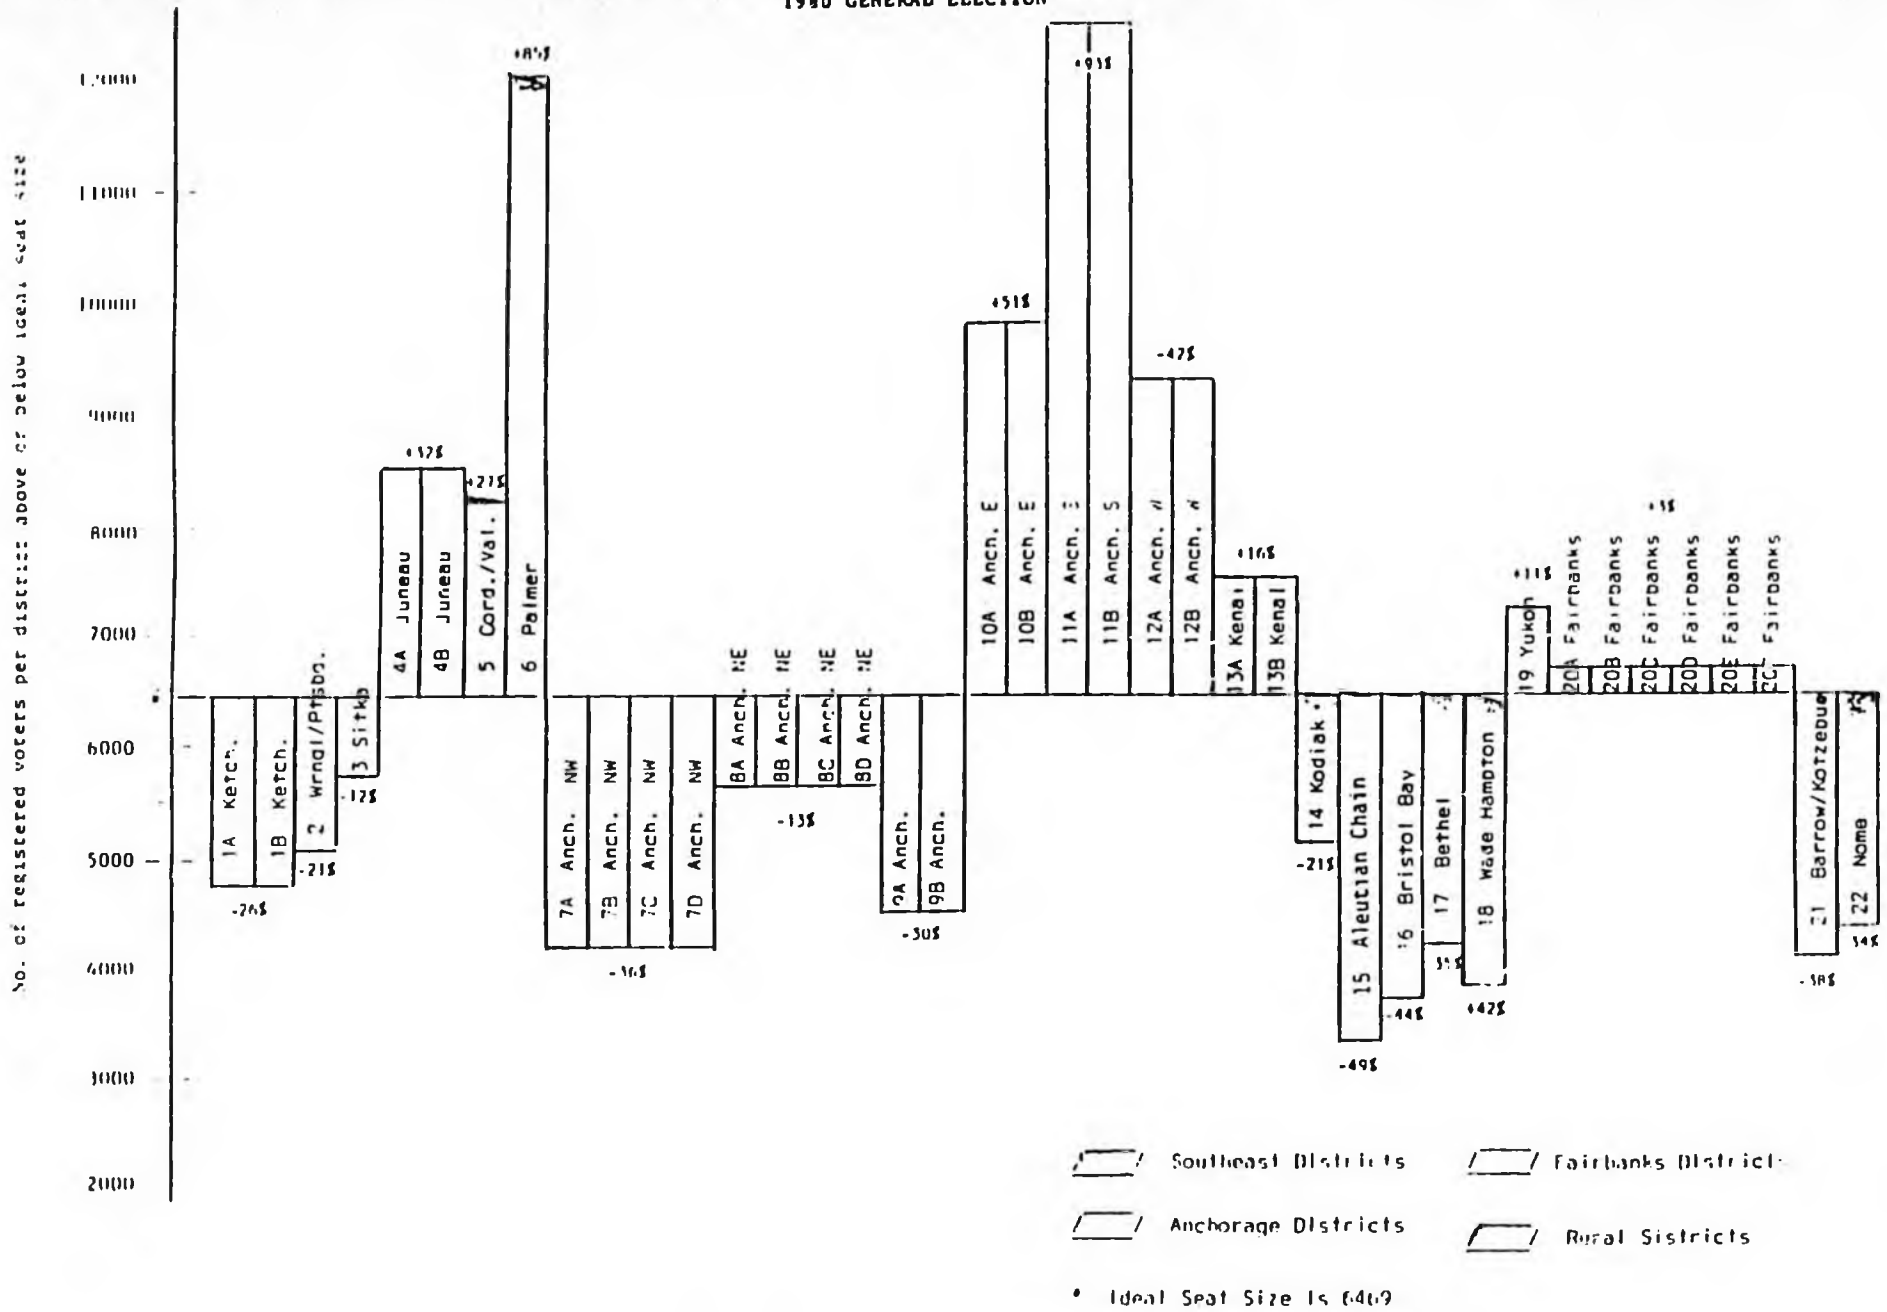 1980 GENERAL ELECTION
No. of registered voters per district above or below ideal seat size
12000
11000
10000
9000
8000
7000
6000
5000
4000
3000
2000
+85%
+93%
+51%
-42%
+32%
+27%
+16%
+11%
+3%
-12%
-21%
-26%
-36%
-13%
-30%
-21%
-49%
-44%
35%
+42%
-38%
34%
1A Ketch.
1B Ketch.
2 Wrngl/Ptsbg.
3 Sitka
4A Juneau
4B Juneau
5 Cord./Val.
6 Palmer
7A Anch. NW
7B Anch. NW
7C Anch. NW
7D Anch. NW
8A Anch. NE
8B Anch. NE
8C Anch. NE
8D Anch. NE
9A Anch.
9B Anch.
10A Anch. E
10B Anch. E
11A Anch.
11B Anch. S
12A Anch. W
12B Anch. W
13A Kenai
13B Kenai
14 Kodiak
15 Aleutian Chain
16 Bristol Bay
17 Bethel
18 Wade Hampton
19 Yukon
20A Fairbanks
20B Fairbanks
20C Fairbanks
20D Fairbanks
20E Fairbanks
Fairbanks
21 Barrow/Kotzebue
22 Nome
Southeast Districts
Fairbanks District
Anchorage Districts
Rural Sistricts
* Ideal Seat Size Is 6469